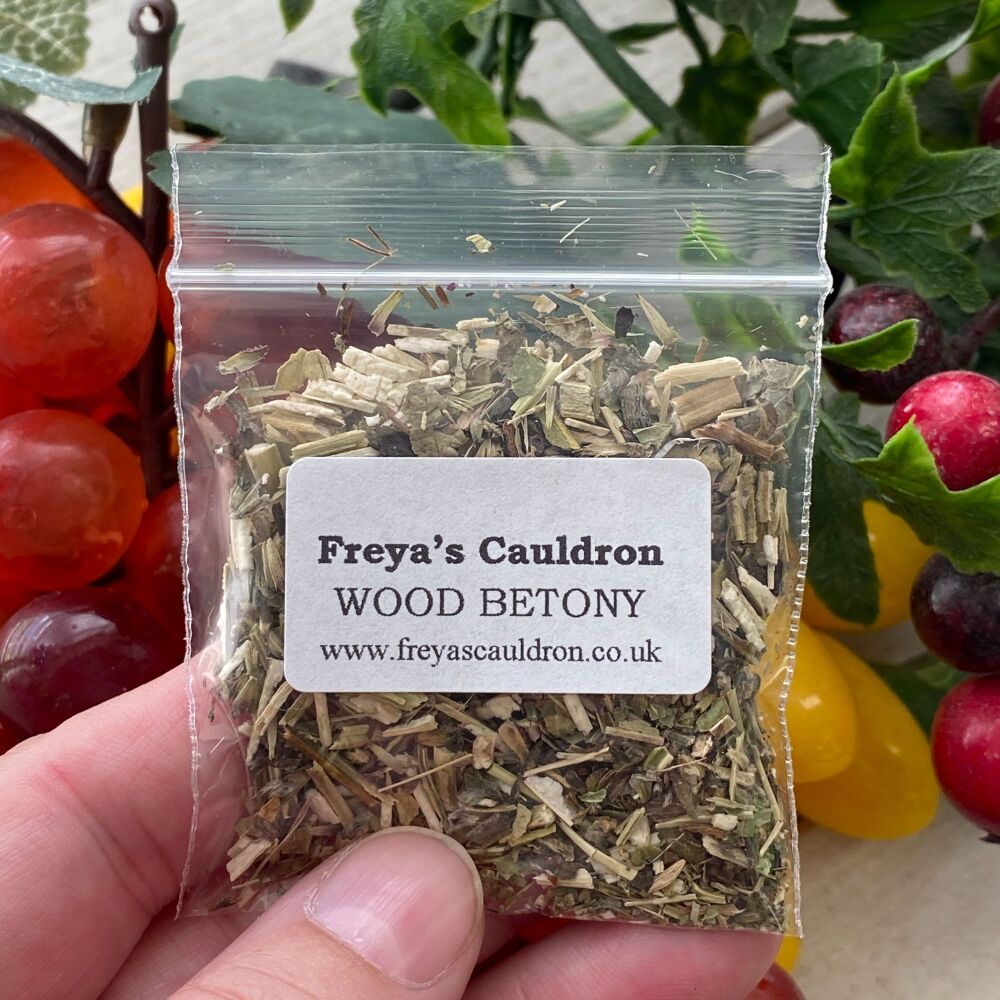 Freya's Cauldron
WOOD BETONY
www.freyascauldron.co.uk